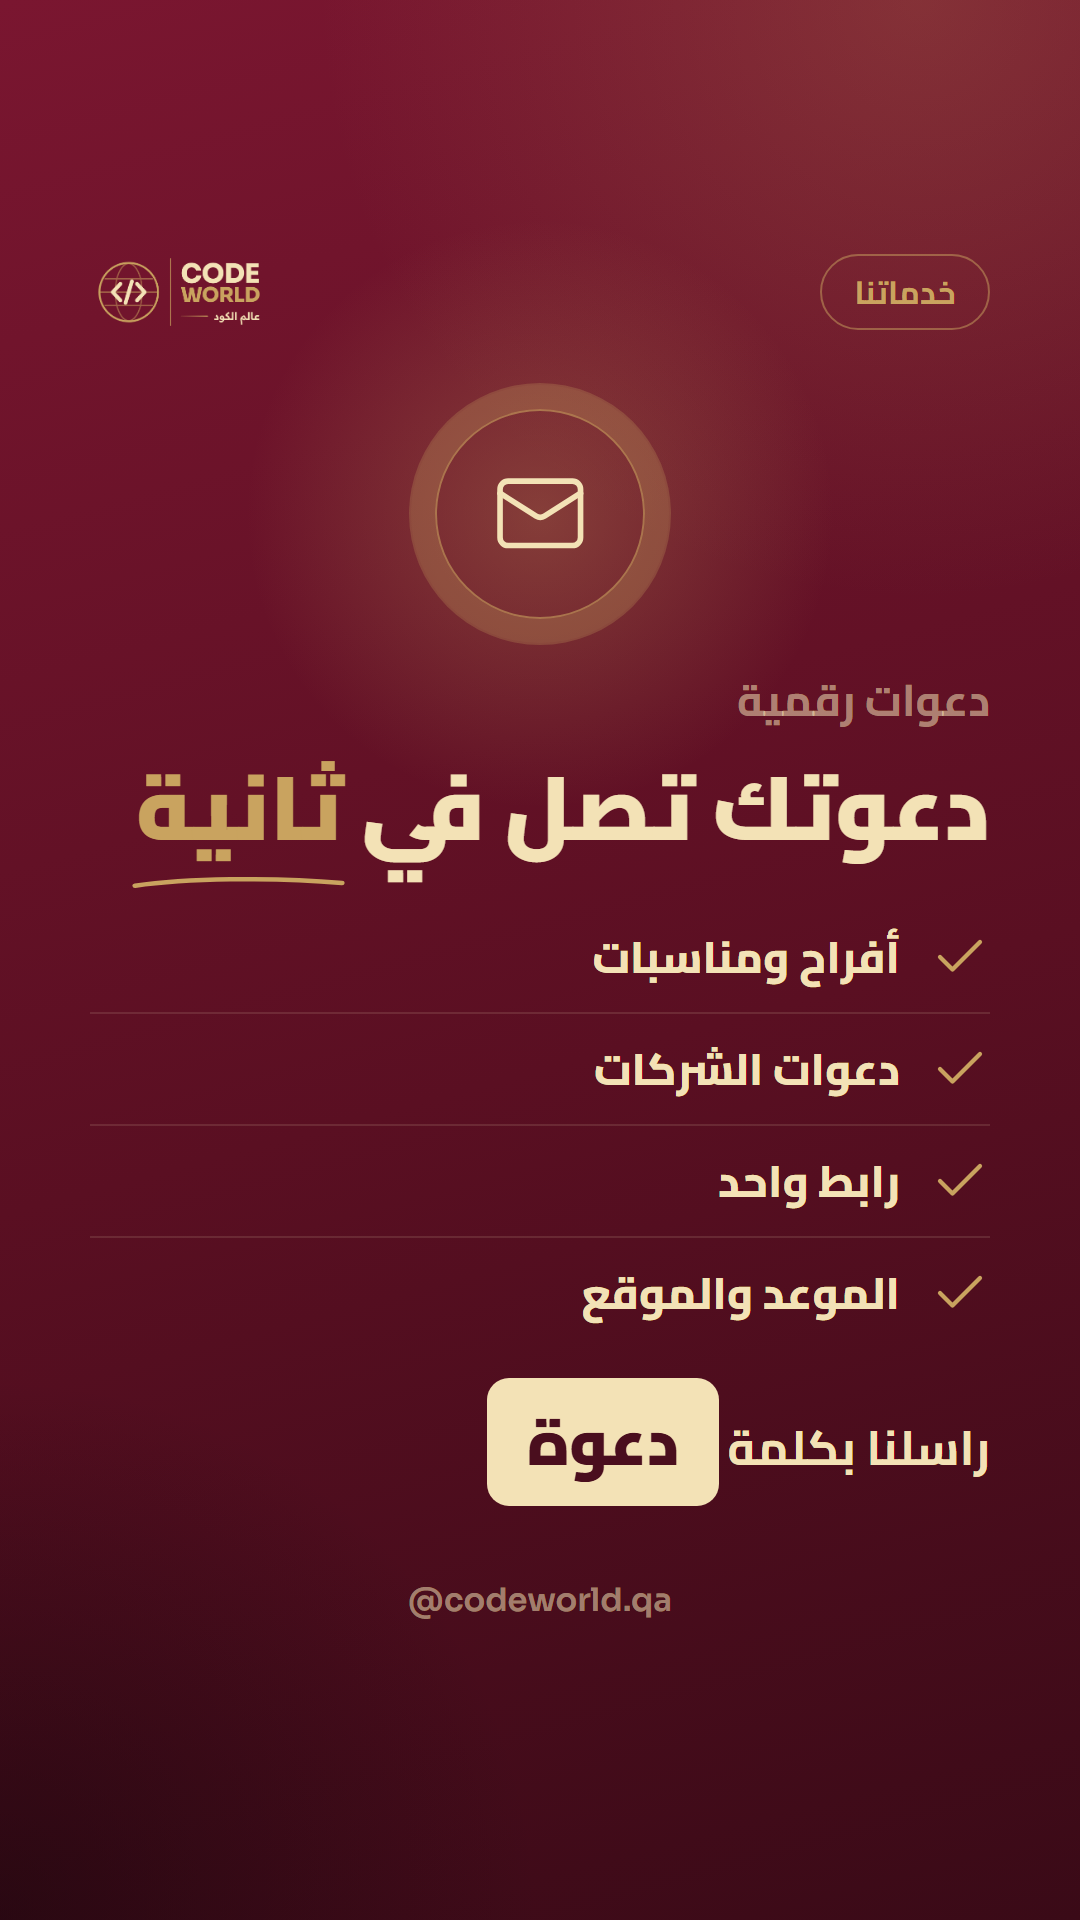 خدماتنا
CODE
WORLD
عالم الكود
دعوات رقمية
دعوتك تصل في ثانية
أفراح ومناسبات
دعوات الشركات
رابط واحد
الموعد والموقع
راسلنا بكلمة دعوة
@codeworld.qa